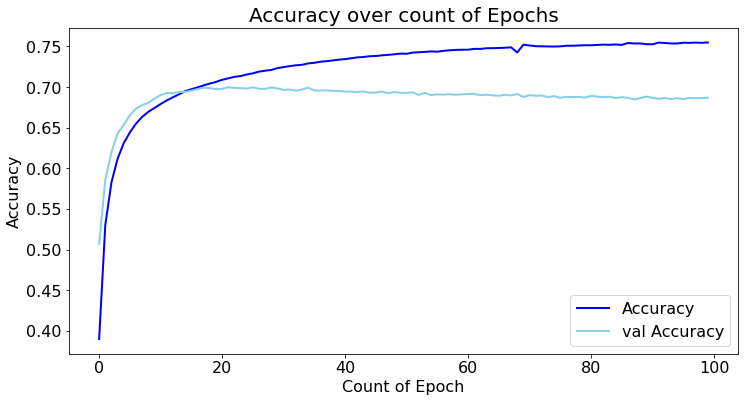 Accuracy over count of Epochs
Accuracy
0.75
0.70
0.65
0.60
0.55
0.50
0.45
0.40
0 20 40 60 80 100
Count of Epoch
Accuracy
val Accuracy